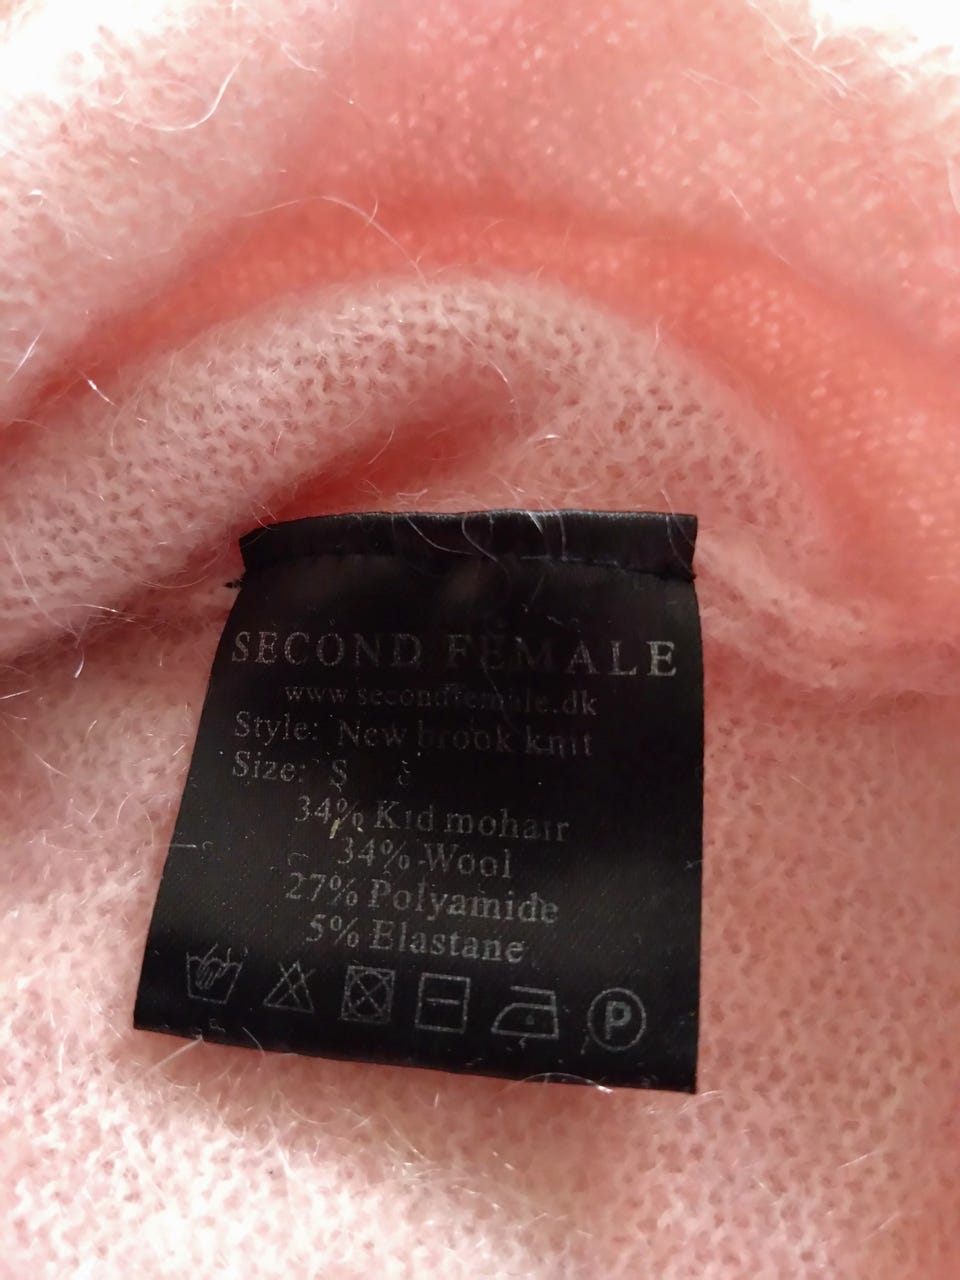 SECOND FEMALE
www.secondfemale.dk
Style: New brook knit
Size: S
34% Kid mohair
34% Wool
27% Polyamide
5% Elastane
P